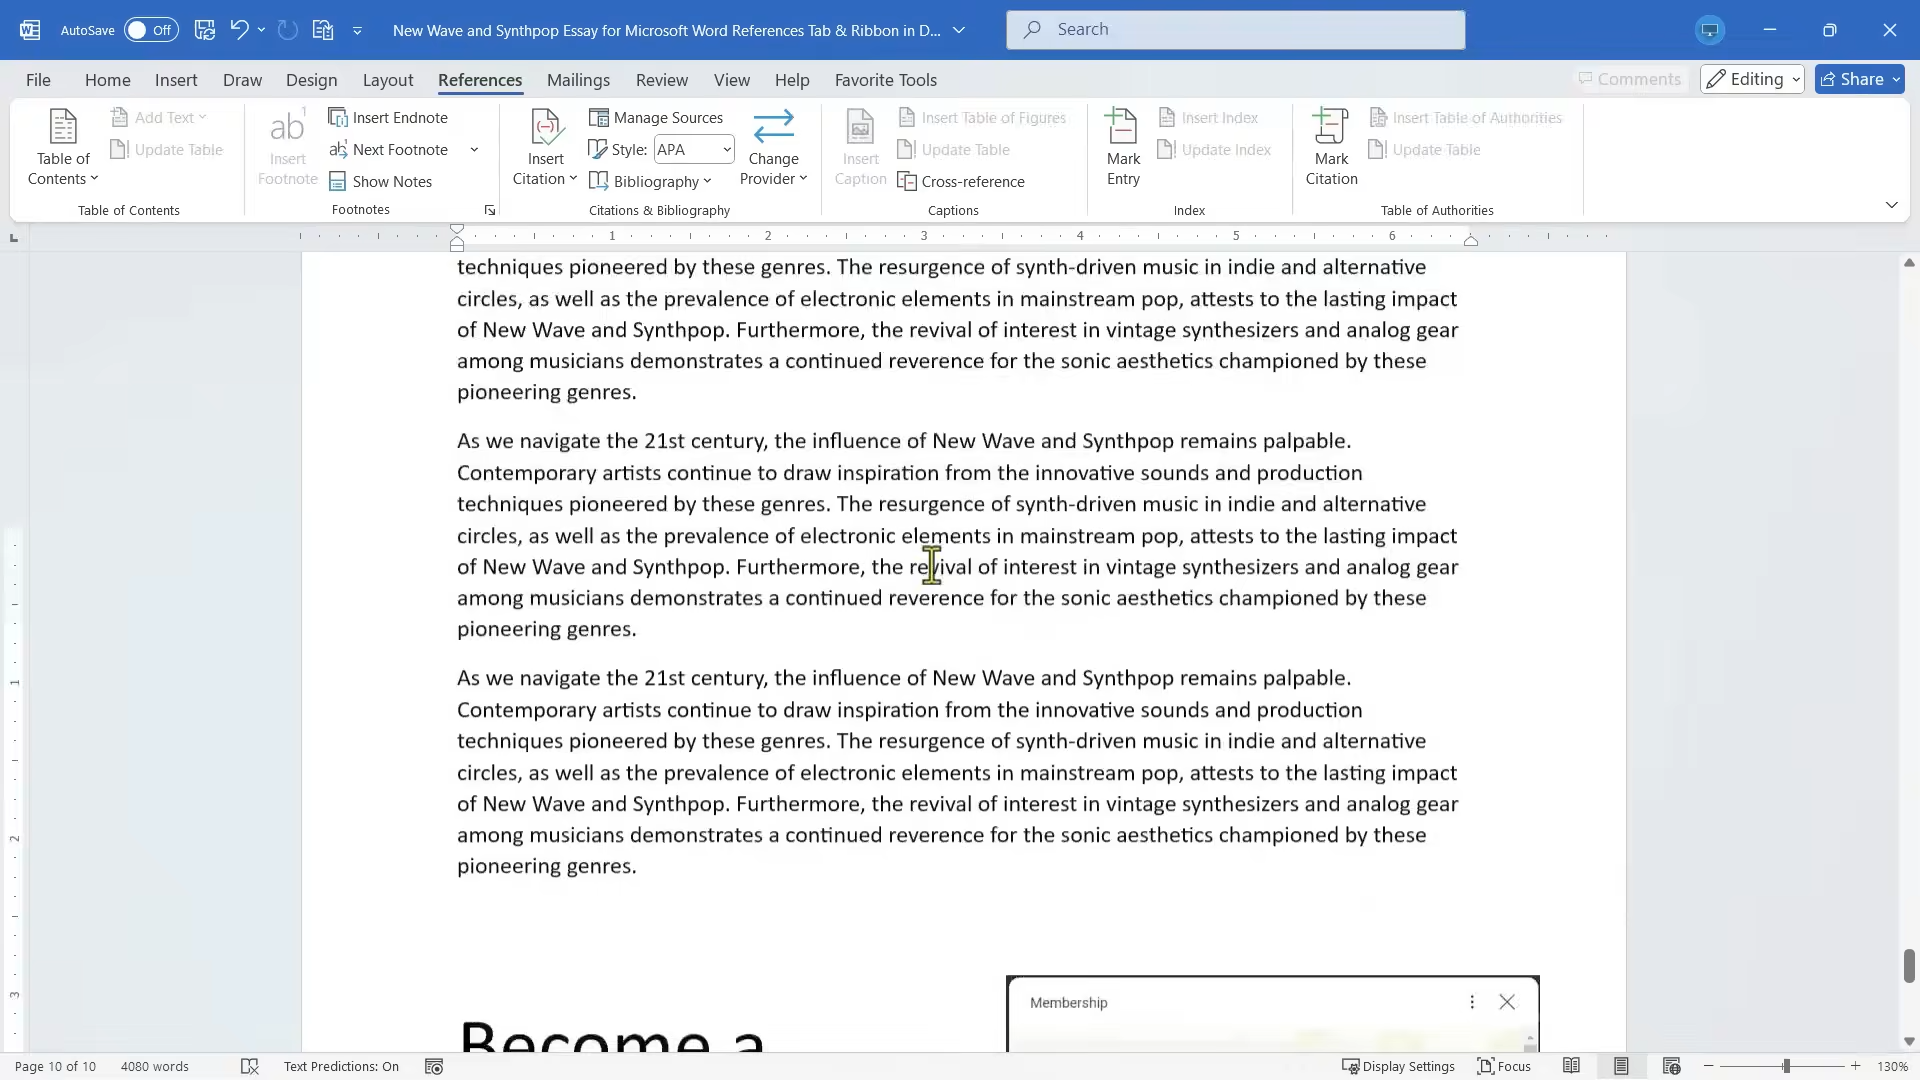 AutoSave Off New Wave and Synthpop Essay for Microsoft Word References Tab & Ribbon in D... Search
File Home Insert Draw Design Layout References Mailings Review View Help Favorite Tools Comments Editing Share
Table of Contents
Add Text
Update Table
Table of Contents
ab1
Insert Footnote
Insert Endnote
ab Next Footnote
Show Notes
Footnotes
Insert Citation
Manage Sources
Style: APA
Bibliography
Change Provider
Citations & Bibliography
Insert Caption
Insert Table of Figures
Update Table
Cross-reference
Captions
Mark Entry
Insert Index
Update Index
Index
Mark Citation
Insert Table of Authorities
Update Table
Table of Authorities
1 2 3 4 5 6
techniques pioneered by these genres. The resurgence of synth-driven music in indie and alternative
circles, as well as the prevalence of electronic elements in mainstream pop, attests to the lasting impact
of New Wave and Synthpop. Furthermore, the revival of interest in vintage synthesizers and analog gear
among musicians demonstrates a continued reverence for the sonic aesthetics championed by these
pioneering genres.
As we navigate the 21st century, the influence of New Wave and Synthpop remains palpable.
Contemporary artists continue to draw inspiration from the innovative sounds and production
techniques pioneered by these genres. The resurgence of synth-driven music in indie and alternative
circles, as well as the prevalence of electronic elements in mainstream pop, attests to the lasting impact
of New Wave and Synthpop. Furthermore, the revival of interest in vintage synthesizers and analog gear
among musicians demonstrates a continued reverence for the sonic aesthetics championed by these
pioneering genres.
As we navigate the 21st century, the influence of New Wave and Synthpop remains palpable.
Contemporary artists continue to draw inspiration from the innovative sounds and production
techniques pioneered by these genres. The resurgence of synth-driven music in indie and alternative
circles, as well as the prevalence of electronic elements in mainstream pop, attests to the lasting impact
of New Wave and Synthpop. Furthermore, the revival of interest in vintage synthesizers and analog gear
among musicians demonstrates a continued reverence for the sonic aesthetics championed by these
pioneering genres.
1
2
3
Membership
Become a
Page 10 of 10 4080 words Text Predictions: On Display Settings Focus 130%